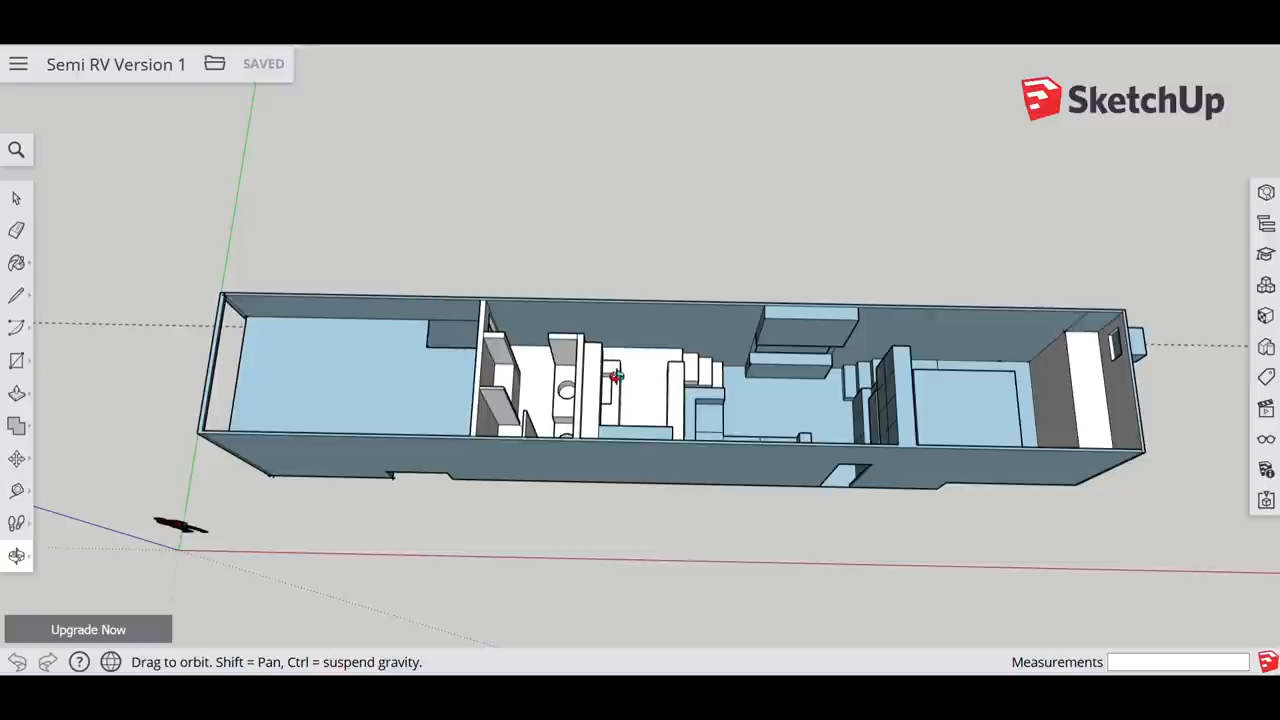 Semi RV Version 1
SAVED
SketchUp
Upgrade Now
Drag to orbit. Shift = Pan, Ctrl = suspend gravity.
Measurements